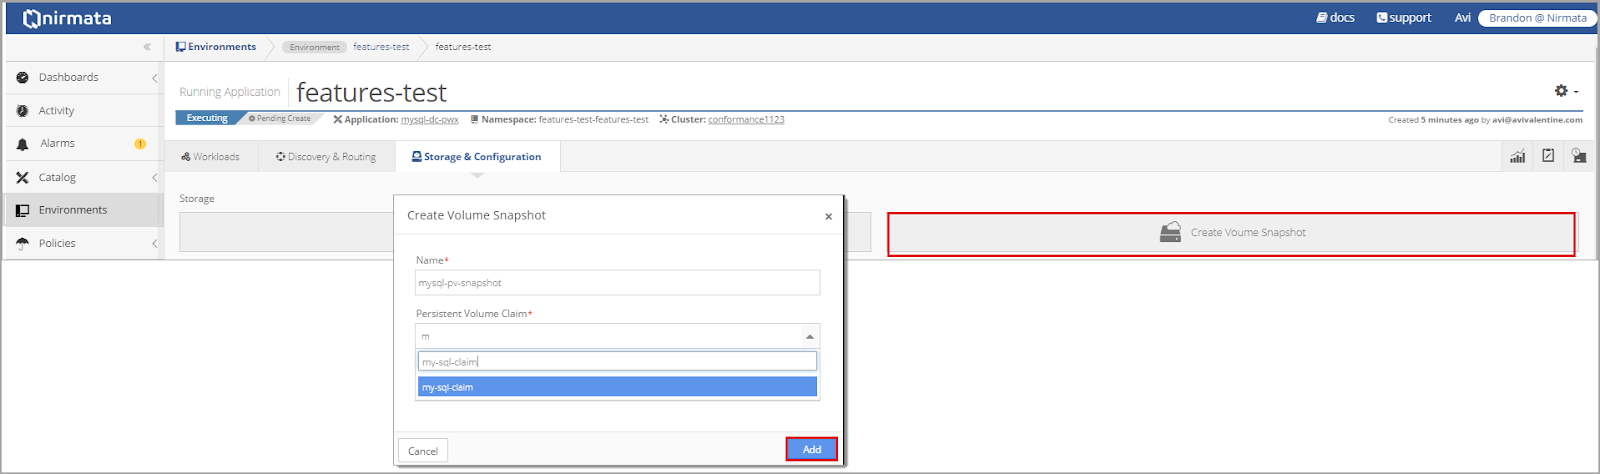 nirmata
docs support Avi Brandon @ Nirmata
« Environments Environment features-test features-test
Dashboards
Activity
Alarms 1
Catalog
Environments
Policies
Running Application features-test
Executing Pending Create Application: mysql-dc-pwx Namespace: features-test-features-test Cluster: conformance1123 Created 5 minutes ago by avi@avivalentine.com
Workloads Discovery & Routing Storage & Configuration
Storage
Create Voume Snapshot
Create Volume Snapshot ×
Name*
mysql-pv-snapshot
Persistent Volume Claim*
m
my-sql-claim
my-sql-claim
Cancel Add